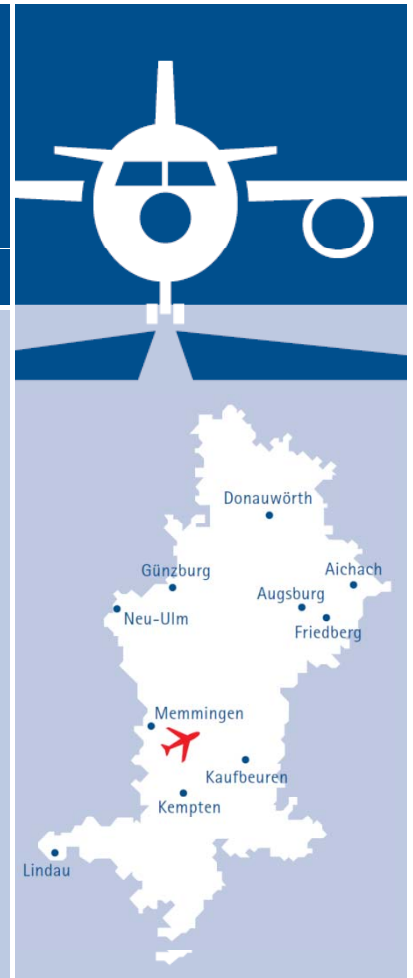 Donauwörth
Günzburg
Aichach
Augsburg
Neu-Ulm
Friedberg
Memmingen
Kaufbeuren
Kempten
Lindau